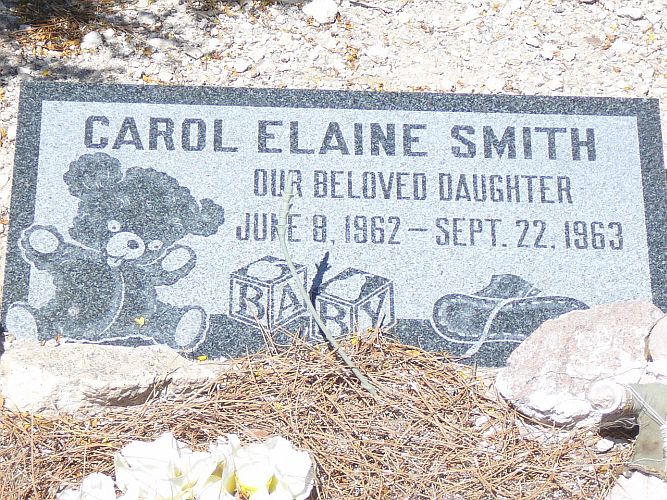 CAROL ELAINE SMITH
OUR BELOVED DAUGHTER
JUNE 8, 1962 – SEPT. 22, 1963
BABY